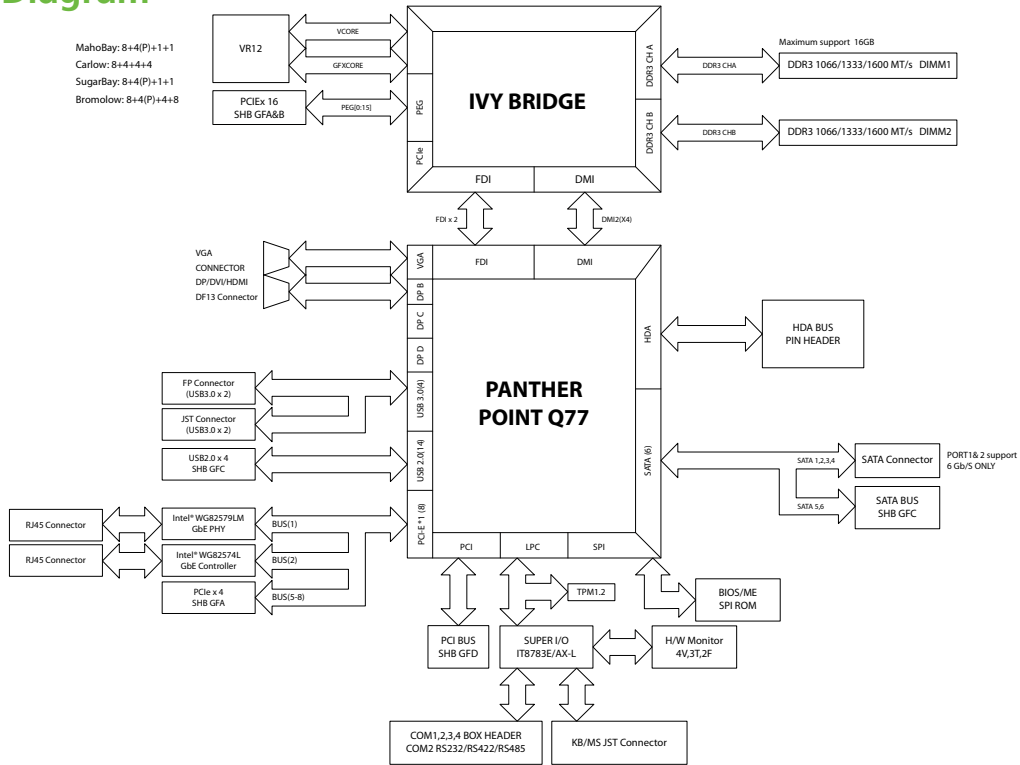 Diagram
MahoBay: 8+4(P)+1+1
Carlow: 8+4+4+4
SugarBay: 8+4(P)+1+1
Bromolow: 8+4(P)+4+8
VR12
VCORE
GFXCORE
PCIEx 16
SHB GFA&B
PEG[0:15]
PEG
PCIe
IVY BRIDGE
FDI
DMI
DDR3 CH A
DDR3 CH B
DDR3 CHA
DDR3 CHB
Maximum support 16GB
DDR3 1066/1333/1600 MT/s DIMM1
DDR3 1066/1333/1600 MT/s DIMM2
FDI x 2
DMI2(X4)
VGA
CONNECTOR
DP/DVI/HDMI
DF13 Connector
VGA
DP B
DP C
DP D
USB 3.0(4)
USB 2.0(14)
PCI-E *1 (8)
FDI
DMI
PANTHER
POINT Q77
HDA
SATA (6)
PCI
LPC
SPI
HDA BUS
PIN HEADER
FP Connector
(USB3.0 x 2)
JST Connector
(USB3.0 x 2)
USB2.0 x 4
SHB GFC
SATA 1,2,3,4
SATA Connector
PORT1& 2 support
6 Gb/S ONLY
SATA 5,6
SATA BUS
SHB GFC
RJ45 Connector
Intel® WG82579LM
GbE PHY
BUS(1)
RJ45 Connector
Intel® WG82574L
GbE Controller
BUS(2)
PCIe x 4
SHB GFA
BUS(5-8)
TPM1.2
BIOS/ME
SPI ROM
PCI BUS
SHB GFD
SUPER I/O
IT8783E/AX-L
H/W Monitor
4V,3T,2F
COM1,2,3,4 BOX HEADER
COM2 RS232/RS422/RS485
KB/MS JST Connector